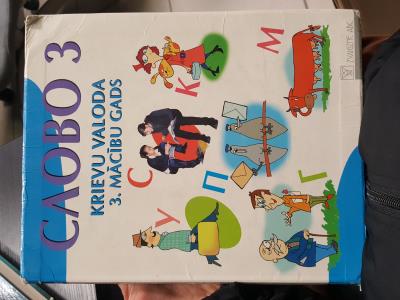 СЛОВО 3
KRIEVU VALODA
3. MĀCĪBU GADS
К
М
С
П
У
Г
ZVAIGZNE ABC